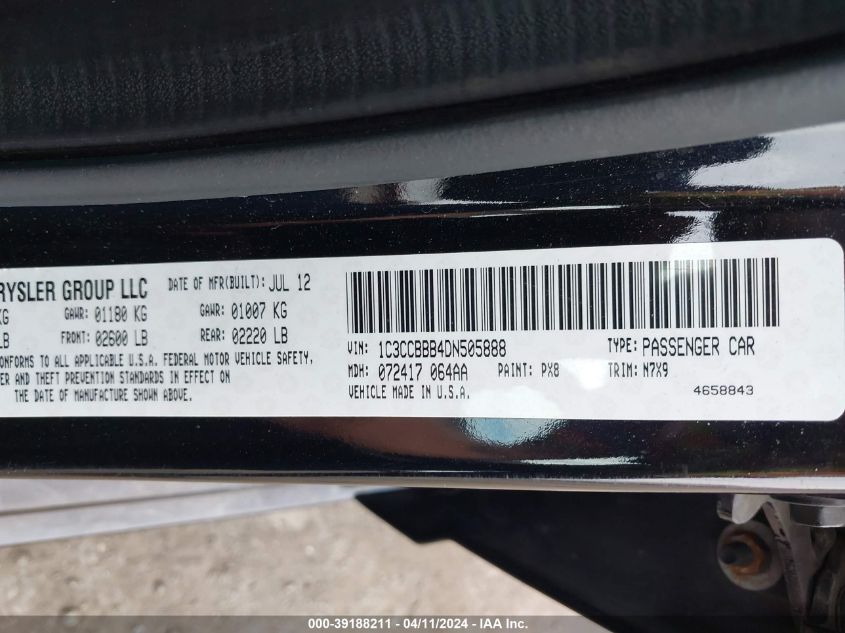 RYSLER GROUP LLC DATE OF MFR(BUILT): JUL 12
KG GAWR: 01180 KG GAWR: 01007 KG
LB FRONT: 02600 LB REAR: 02220 LB
ONFORMS TO ALL APPLICABLE U.S.A. FEDERAL MOTOR VEHICLE SAFETY,
ER AND THEFT PREVENTION STANDARDS IN EFFECT ON
THE DATE OF MANUFACTURE SHOWN ABOVE.
VIN: 1C3CCBBB4DN505888 TYPE: PASSENGER CAR
MDH: 072417 064AA PAINT: PX8 TRIM: N7X9
VEHICLE MADE IN U.S.A. 4658843
000-39188211 - 04/11/2024 - IAA Inc.